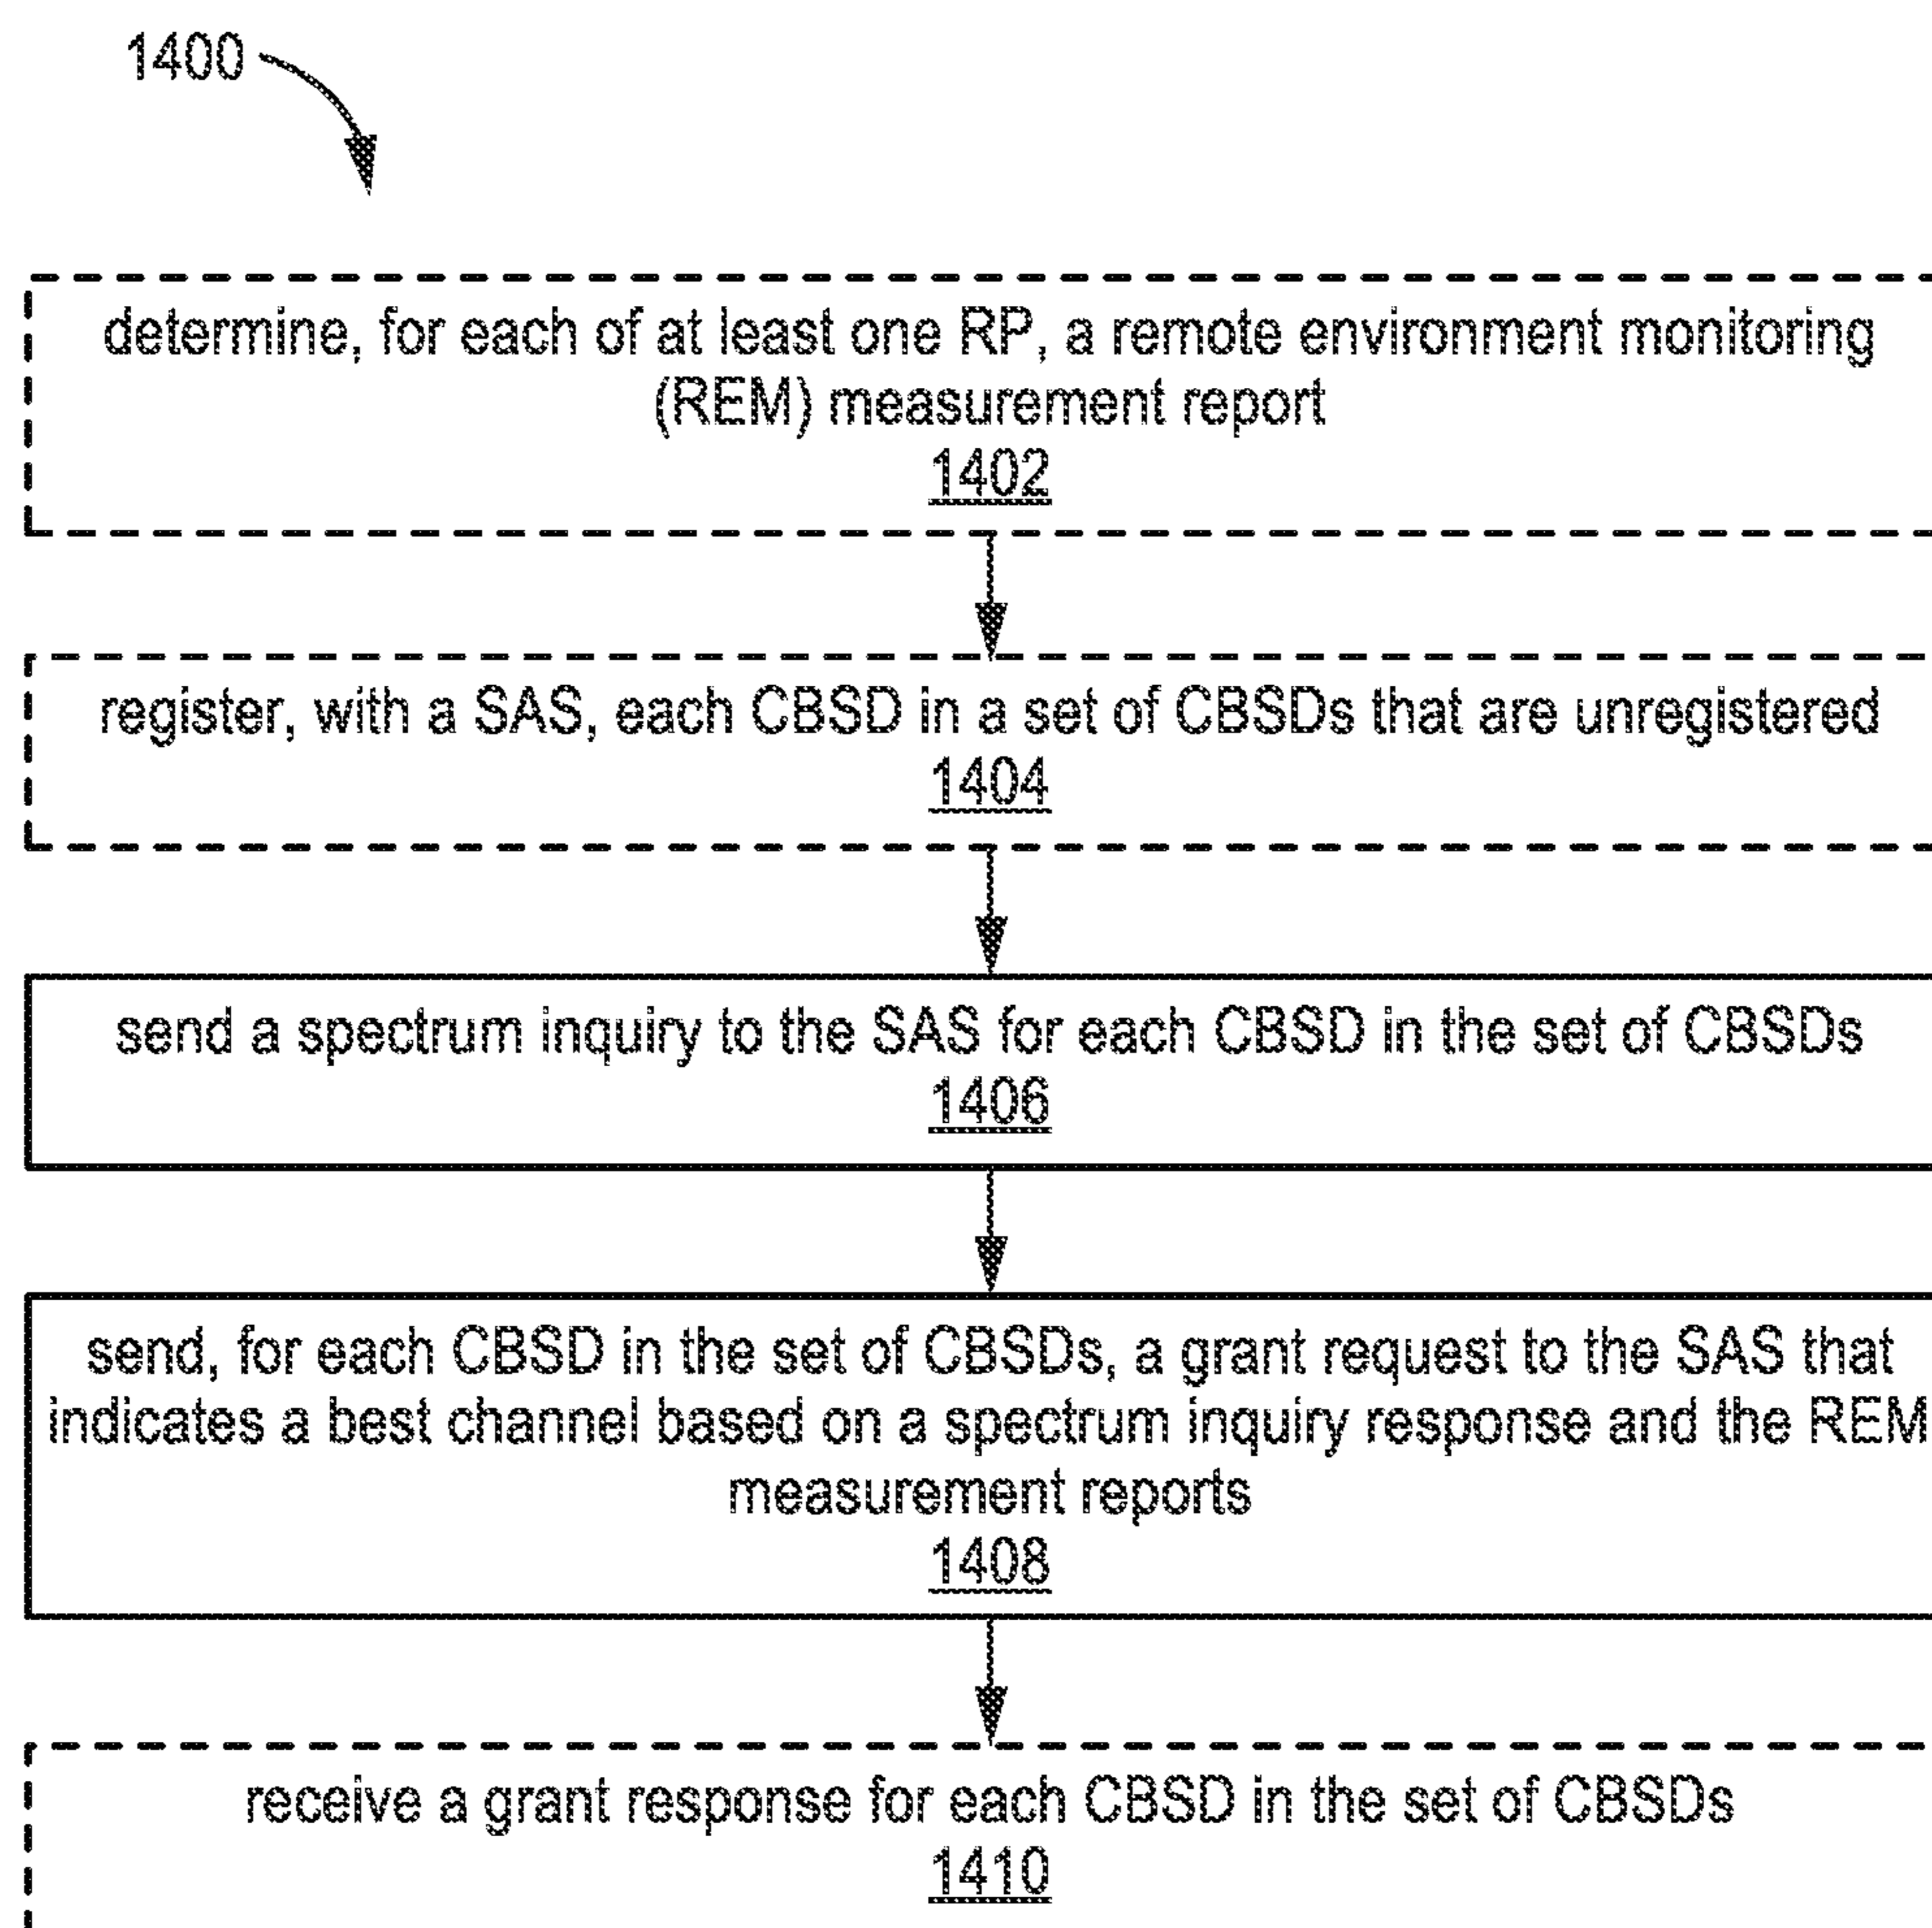 1400
determine, for each of at least one RP, a remote environment monitoring
(REM) measurement report
1402
register, with a SAS, each CBSD in a set of CBSDs that are unregistered
1404
send a spectrum inquiry to the SAS for each CBSD in the set of CBSDs
1406
send, for each CBSD in the set of CBSDs, a grant request to the SAS that
indicates a best channel based on a spectrum inquiry response and the REM
measurement reports
1408
receive a grant response for each CBSD in the set of CBSDs
1410